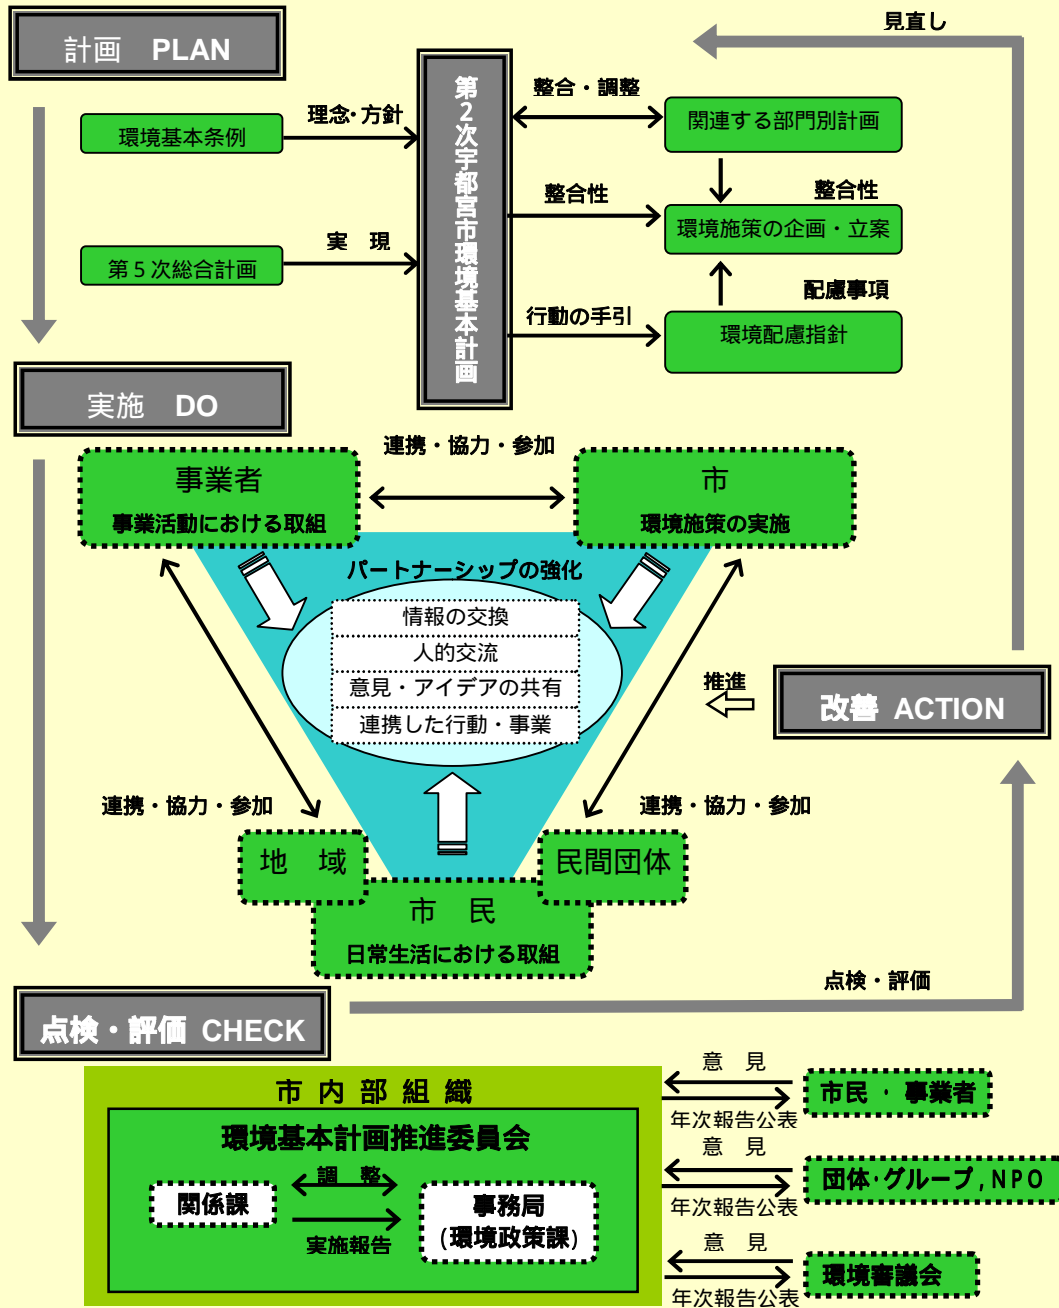 計画 PLAN
見直し
第2次宇都宮市環境基本計画
理念・方針
環境基本条例
整合・調整
関連する部門別計画
整合性
整合性
環境施策の企画・立案
実 現
第5次総合計画
配慮事項
行動の手引
環境配慮指針
実施 DO
連携・協力・参加
事業者
事業活動における取組
市
環境施策の実施
パートナーシップの強化
情報の交換
人的交流
意見・アイデアの共有
連携した行動・事業
推進
改善 ACTION
連携・協力・参加
連携・協力・参加
地 域
民間団体
市 民
日常生活における取組
点検・評価
点検・評価 CHECK
市内部組織
環境基本計画推進委員会
関係課
調 整
実施報告
事務局
(環境政策課)
意 見
年次報告公表
市民・事業者
意 見
年次報告公表
団体・グループ,NPO
意 見
年次報告公表
環境審議会